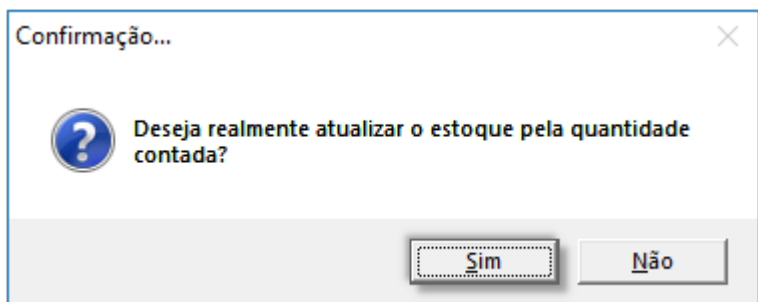 Confirmação...
Deseja realmente atualizar o estoque pela quantidade
contada?
Sim
Não